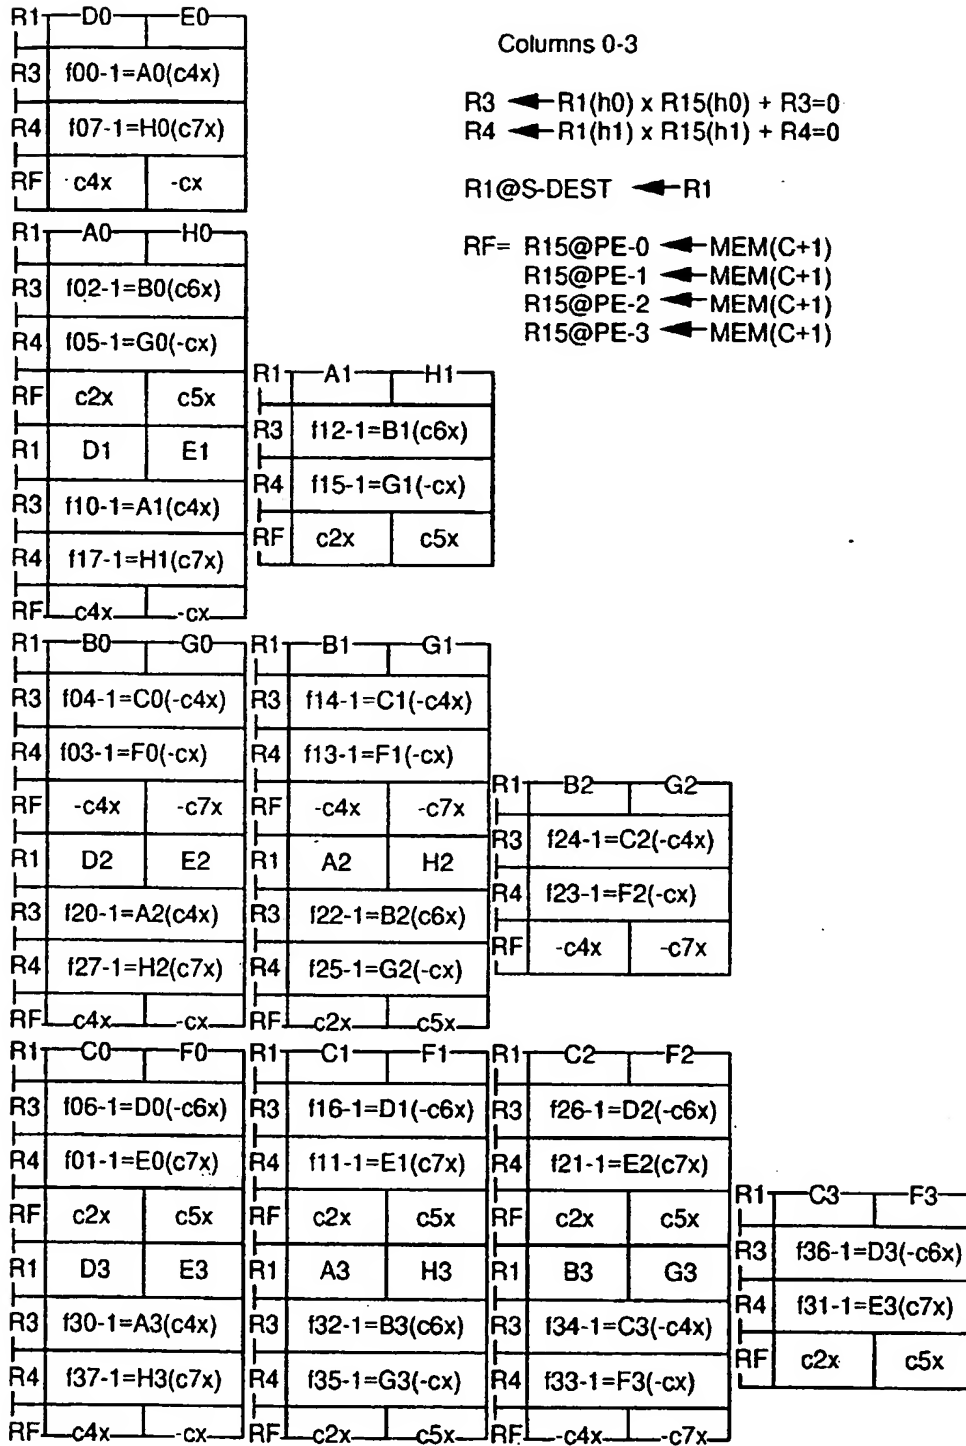 R1 D0 E0
R3 f00-1=A0(c4x)
R4 f07-1=H0(c7x)
RF c4x -cx
Columns 0-3
R3 ◄─ R1(h0) x R15(h0) + R3=0
R4 ◄─ R1(h1) x R15(h1) + R4=0
R1@S-DEST ◄─ R1
RF= R15@PE-0 ◄─ MEM(C+1)
R15@PE-1 ◄─ MEM(C+1)
R15@PE-2 ◄─ MEM(C+1)
R15@PE-3 ◄─ MEM(C+1)
R1 A0 H0
R3 f02-1=B0(c6x)
R4 f05-1=G0(-cx)
RF c2x c5x
R1 D1 E1
R3 f10-1=A1(c4x)
R4 f17-1=H1(c7x)
RF c4x -cx
R1 A1 H1
R3 f12-1=B1(c6x)
R4 f15-1=G1(-cx)
RF c2x c5x
R1 B0 G0
R3 f04-1=C0(-c4x)
R4 f03-1=F0(-cx)
RF -c4x -c7x
R1 D2 E2
R3 f20-1=A2(c4x)
R4 f27-1=H2(c7x)
RF c4x -cx
R1 B1 G1
R3 f14-1=C1(-c4x)
R4 f13-1=F1(-cx)
RF -c4x -c7x
R1 A2 H2
R3 f22-1=B2(c6x)
R4 f25-1=G2(-cx)
RF c2x c5x
R1 B2 G2
R3 f24-1=C2(-c4x)
R4 f23-1=F2(-cx)
RF -c4x -c7x
R1 C0 F0
R3 f06-1=D0(-c6x)
R4 f01-1=E0(c7x)
RF c2x c5x
R1 D3 E3
R3 f30-1=A3(c4x)
R4 f37-1=H3(c7x)
RF c4x -cx
R1 C1 F1
R3 f16-1=D1(-c6x)
R4 f11-1=E1(c7x)
RF c2x c5x
R1 A3 H3
R3 f32-1=B3(c6x)
R4 f35-1=G3(-cx)
RF c2x c5x
R1 C2 F2
R3 f26-1=D2(-c6x)
R4 f21-1=E2(c7x)
RF c2x c5x
R1 B3 G3
R3 f34-1=C3(-c4x)
R4 f33-1=F3(-cx)
RF -c4x -c7x
R1 C3 F3
R3 f36-1=D3(-c6x)
R4 f31-1=E3(c7x)
RF c2x c5x